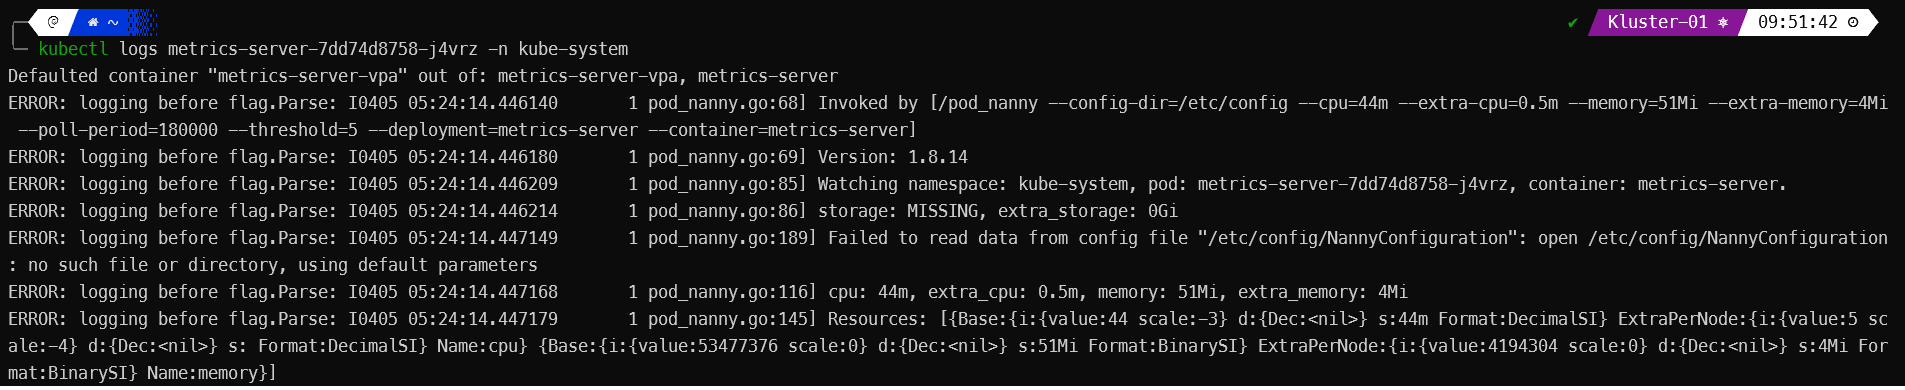 ~ ✔ Kluster-01 09:51:42
kubectl logs metrics-server-7dd74d8758-j4vrz -n kube-system
Defaulted container "metrics-server-vpa" out of: metrics-server-vpa, metrics-server
ERROR: logging before flag.Parse: I0405 05:24:14.446140       1 pod_nanny.go:68] Invoked by [/pod_nanny --config-dir=/etc/config --cpu=44m --extra-cpu=0.5m --memory=51Mi --extra-memory=4Mi
 --poll-period=180000 --threshold=5 --deployment=metrics-server --container=metrics-server]
ERROR: logging before flag.Parse: I0405 05:24:14.446180       1 pod_nanny.go:69] Version: 1.8.14
ERROR: logging before flag.Parse: I0405 05:24:14.446209       1 pod_nanny.go:85] Watching namespace: kube-system, pod: metrics-server-7dd74d8758-j4vrz, container: metrics-server.
ERROR: logging before flag.Parse: I0405 05:24:14.446214       1 pod_nanny.go:86] storage: MISSING, extra_storage: 0Gi
ERROR: logging before flag.Parse: I0405 05:24:14.447149       1 pod_nanny.go:189] Failed to read data from config file "/etc/config/NannyConfiguration": open /etc/config/NannyConfiguration
: no such file or directory, using default parameters
ERROR: logging before flag.Parse: I0405 05:24:14.447168       1 pod_nanny.go:116] cpu: 44m, extra_cpu: 0.5m, memory: 51Mi, extra_memory: 4Mi
ERROR: logging before flag.Parse: I0405 05:24:14.447179       1 pod_nanny.go:145] Resources: [{Base:{i:{value:44 scale:-3} d:{Dec:<nil>} s:44m Format:DecimalSI} ExtraPerNode:{i:{value:5 sc
ale:-4} d:{Dec:<nil>} s: Format:DecimalSI} Name:cpu} {Base:{i:{value:53477376 scale:0} d:{Dec:<nil>} s:51Mi Format:BinarySI} ExtraPerNode:{i:{value:4194304 scale:0} d:{Dec:<nil>} s:4Mi For
mat:BinarySI} Name:memory}]